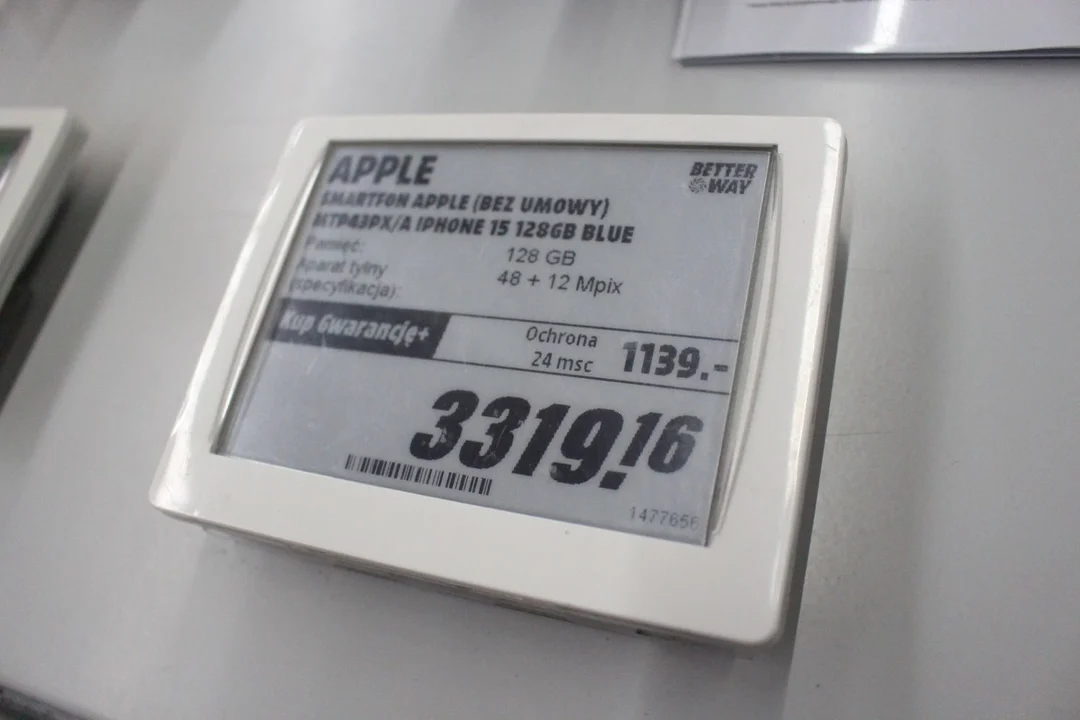 APPLE
BETTER
WAY
SMARTFON APPLE (BEZ UMOWY)
MTP43PX/A IPHONE 15 128GB BLUE
Pamięć: 128 GB
Aparat tylny 48 + 12 Mpix
(specyfikacja):
Kup Gwarancję+
Ochrona
24 msc
1139.-
3319.16
1477656